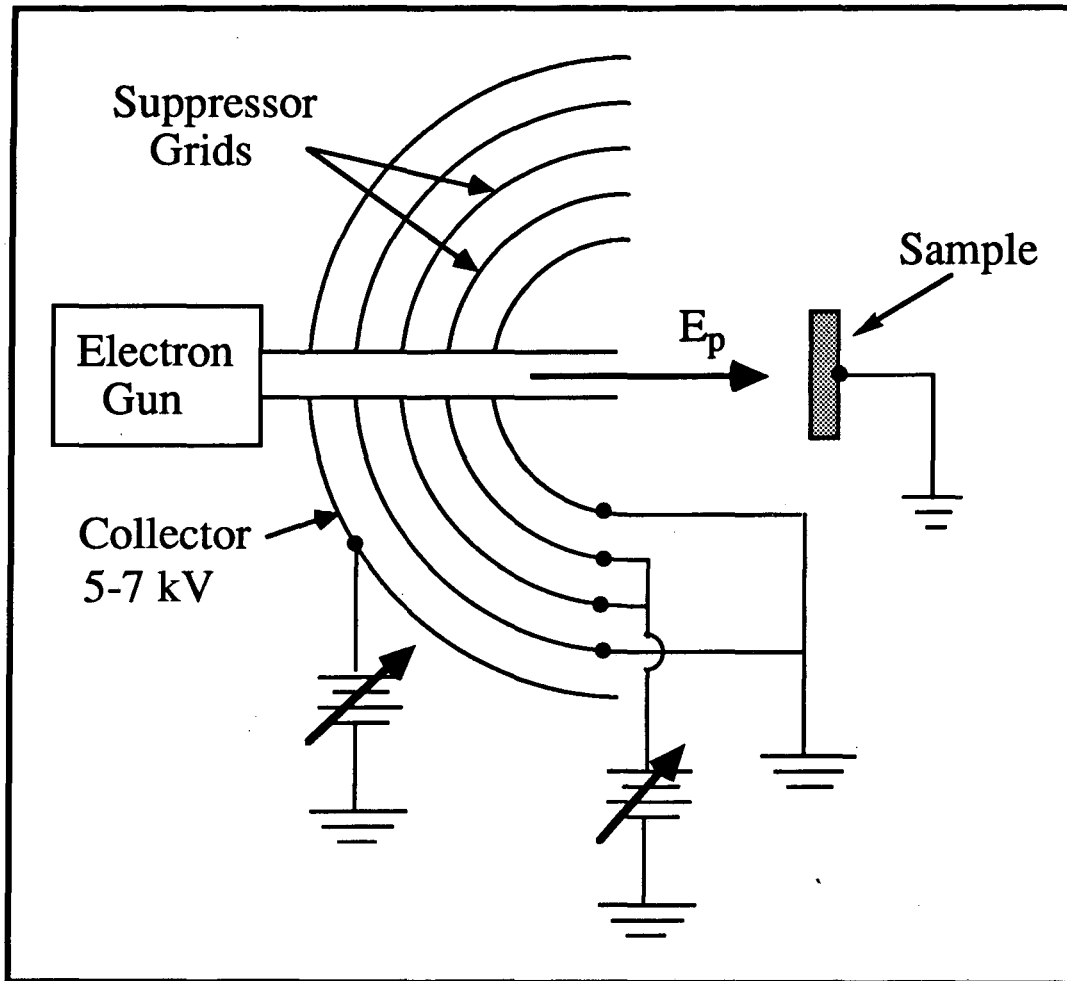 Suppressor
Grids
Sample
E_p
Electron
Gun
Collector
5-7 kV